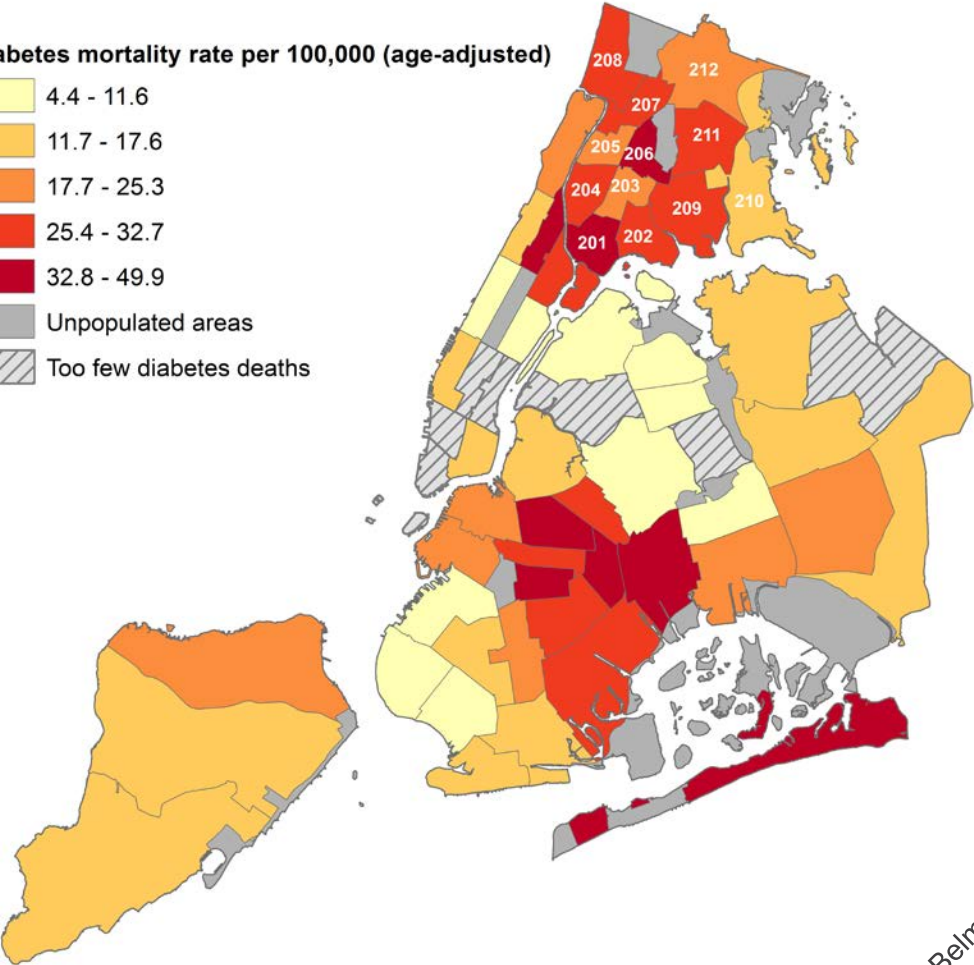 abetes mortality rate per 100,000 (age-adjusted)
4.4 - 11.6
11.7 - 17.6
17.7 - 25.3
25.4 - 32.7
32.8 - 49.9
Unpopulated areas
Too few diabetes deaths
208
212
207
211
205
206
204
203
209
210
201
202
Belm